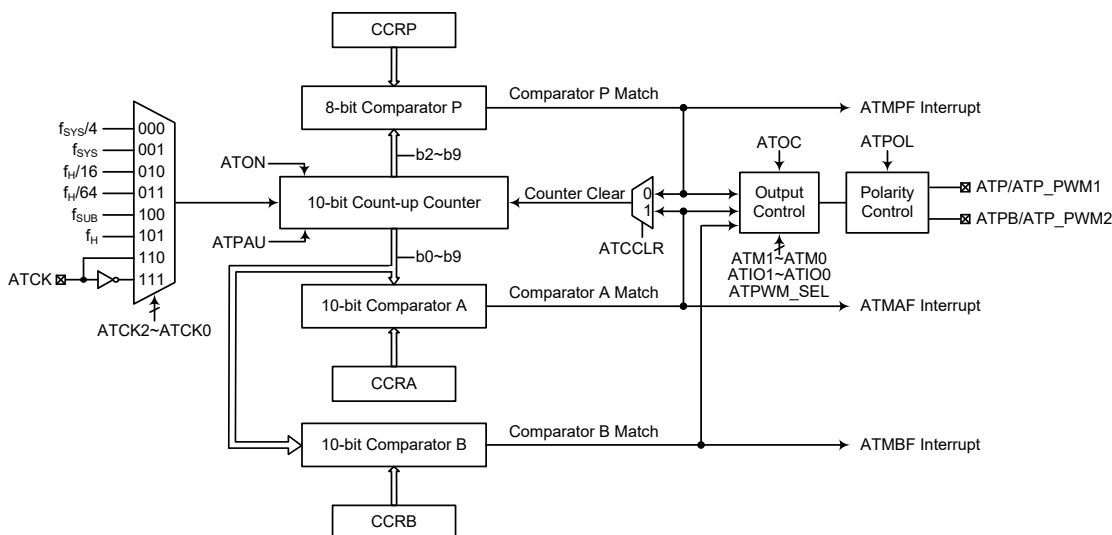 CCRP
8-bit Comparator P
Comparator P Match
ATMPF Interrupt
b2~b9
fSYS/4
000
fSYS
001
fH/16
010
fH/64
011
fSUB
100
fH
101
110
111
ATCK
ATCK2~ATCK0
ATON
10-bit Count-up Counter
ATPAU
Counter Clear
0
1
ATCCLR
ATOC
Output
Control
ATM1~ATM0
ATIO1~ATIO0
ATPWM_SEL
ATPOL
Polarity
Control
ATP/ATP_PWM1
ATPB/ATP_PWM2
b0~b9
10-bit Comparator A
Comparator A Match
ATMAF Interrupt
CCRA
10-bit Comparator B
Comparator B Match
ATMBF Interrupt
CCRB